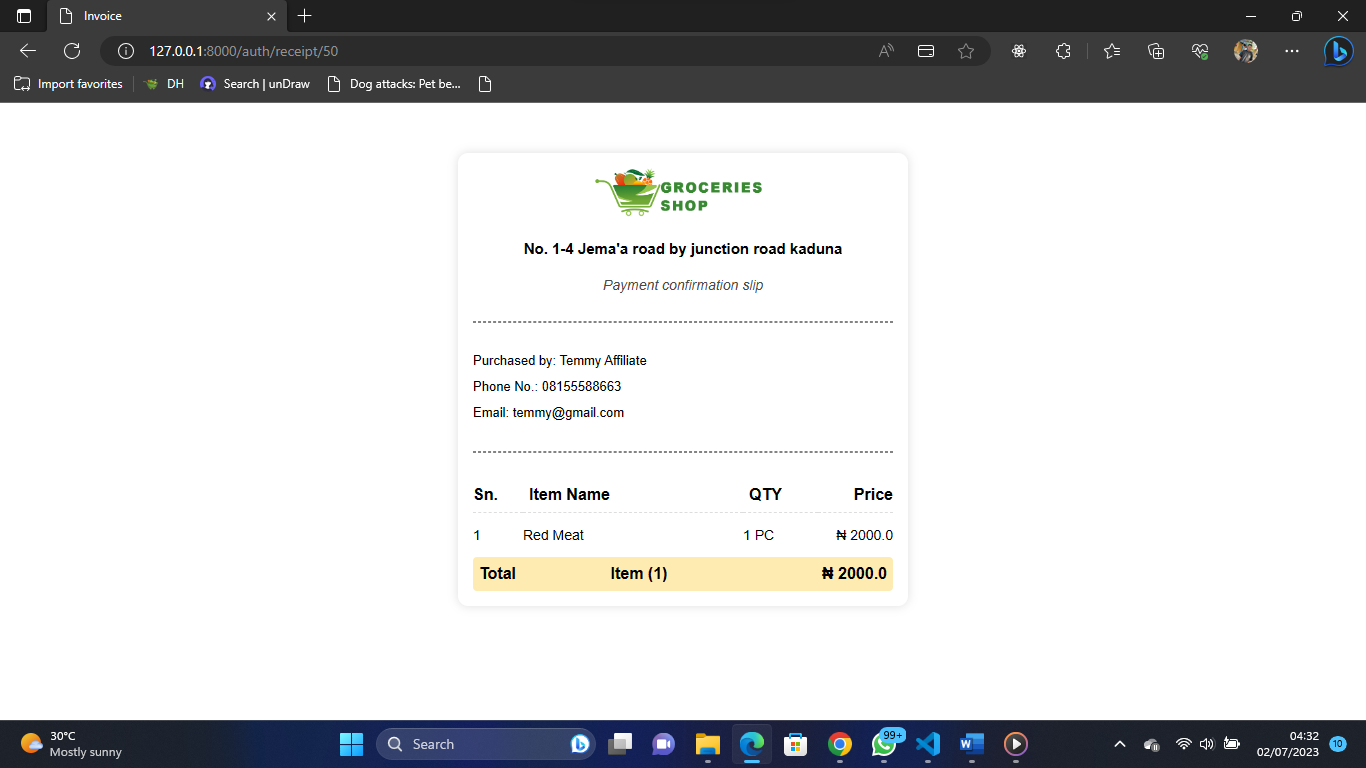 Invoice
127.0.0.1:8000/auth/receipt/50
Import favorites
DH
Search | unDraw
Dog attacks: Pet be...
GROCERIES
SHOP
No. 1-4 Jema'a road by junction road kaduna
Payment confirmation slip
Purchased by: Temmy Affiliate
Phone No.: 08155588663
Email: temmy@gmail.com
Sn. Item Name QTY Price
1 Red Meat 1 PC ₦ 2000.0
Total Item (1) ₦ 2000.0
30°C
Mostly sunny
Search
99+
04:32
02/07/2023
10